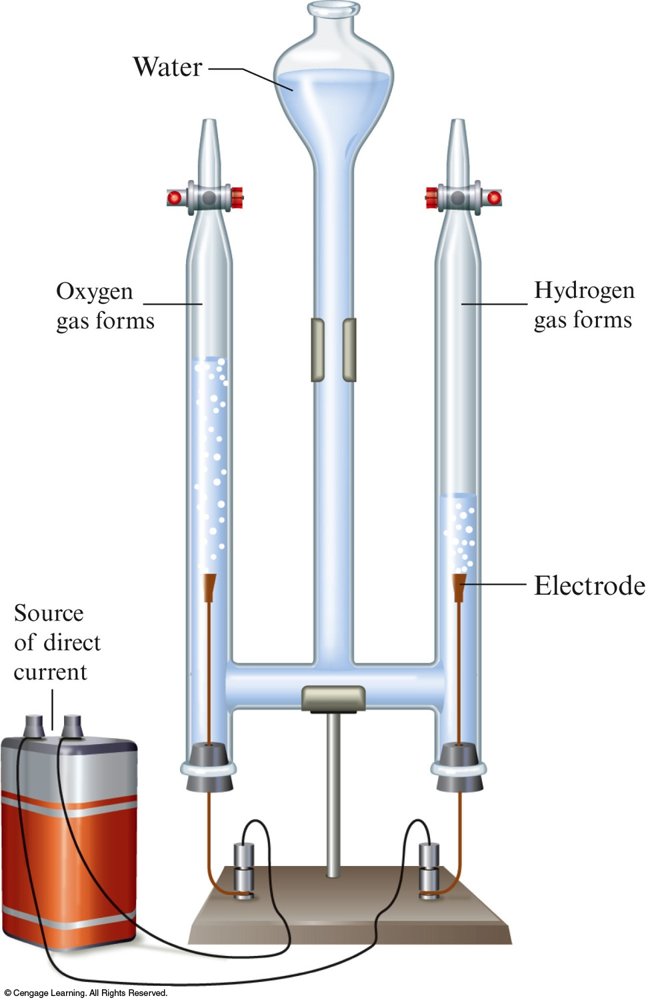 Water
Oxygen
gas forms
Hydrogen
gas forms
Electrode
Source
of direct
current
© Cengage Learning. All Rights Reserved.